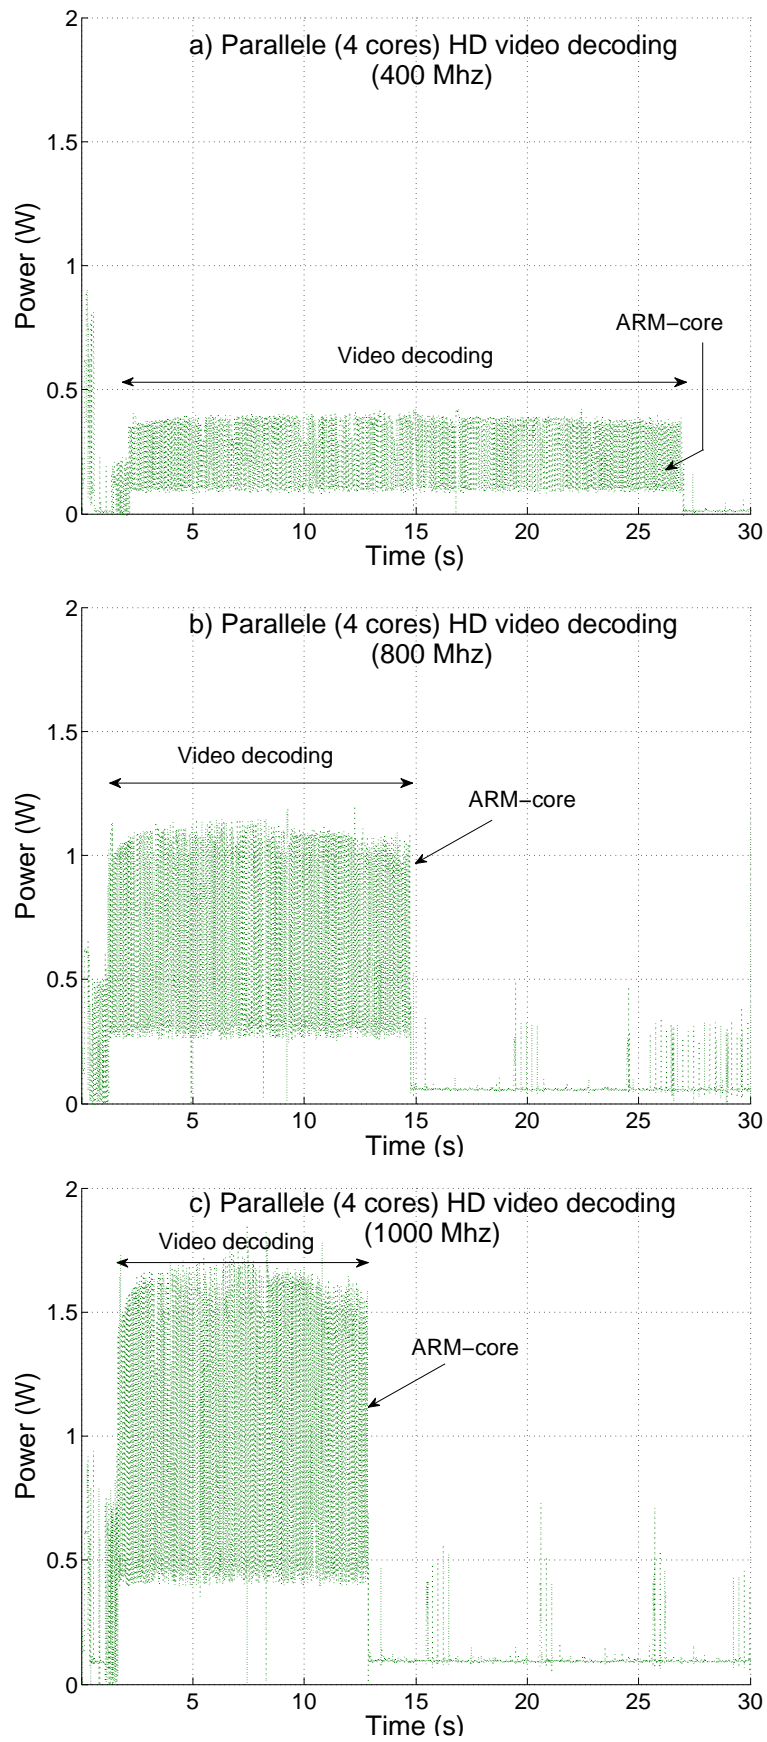 a) Parallele (4 cores) HD video decoding
(400 Mhz)
2
1.5
1
0.5
0
Power (W)
ARM−core
Video decoding
5
10
15
20
25
30
Time (s)
b) Parallele (4 cores) HD video decoding
(800 Mhz)
2
1.5
1
0.5
0
Power (W)
Video decoding
ARM−core
5
10
15
20
25
30
Time (s)
c) Parallele (4 cores) HD video decoding
(1000 Mhz)
2
1.5
1
0.5
0
Power (W)
Video decoding
ARM−core
5
10
15
20
25
30
Time (s)